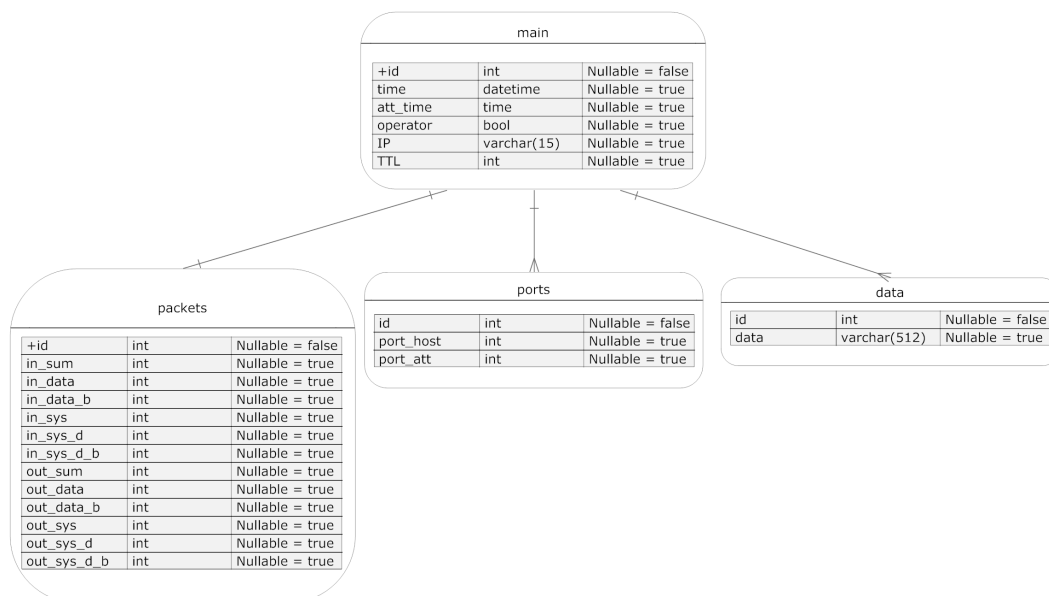 main
+id int Nullable = false
time datetime Nullable = true
att_time time Nullable = true
operator bool Nullable = true
IP varchar(15) Nullable = true
TTL int Nullable = true
packets
+id int Nullable = false
in_sum int Nullable = true
in_data int Nullable = true
in_data_b int Nullable = true
in_sys int Nullable = true
in_sys_d int Nullable = true
in_sys_d_b int Nullable = true
out_sum int Nullable = true
out_data int Nullable = true
out_data_b int Nullable = true
out_sys int Nullable = true
out_sys_d int Nullable = true
out_sys_d_b int Nullable = true
ports
id int Nullable = false
port_host int Nullable = true
port_att int Nullable = true
data
id int Nullable = false
data varchar(512) Nullable = true